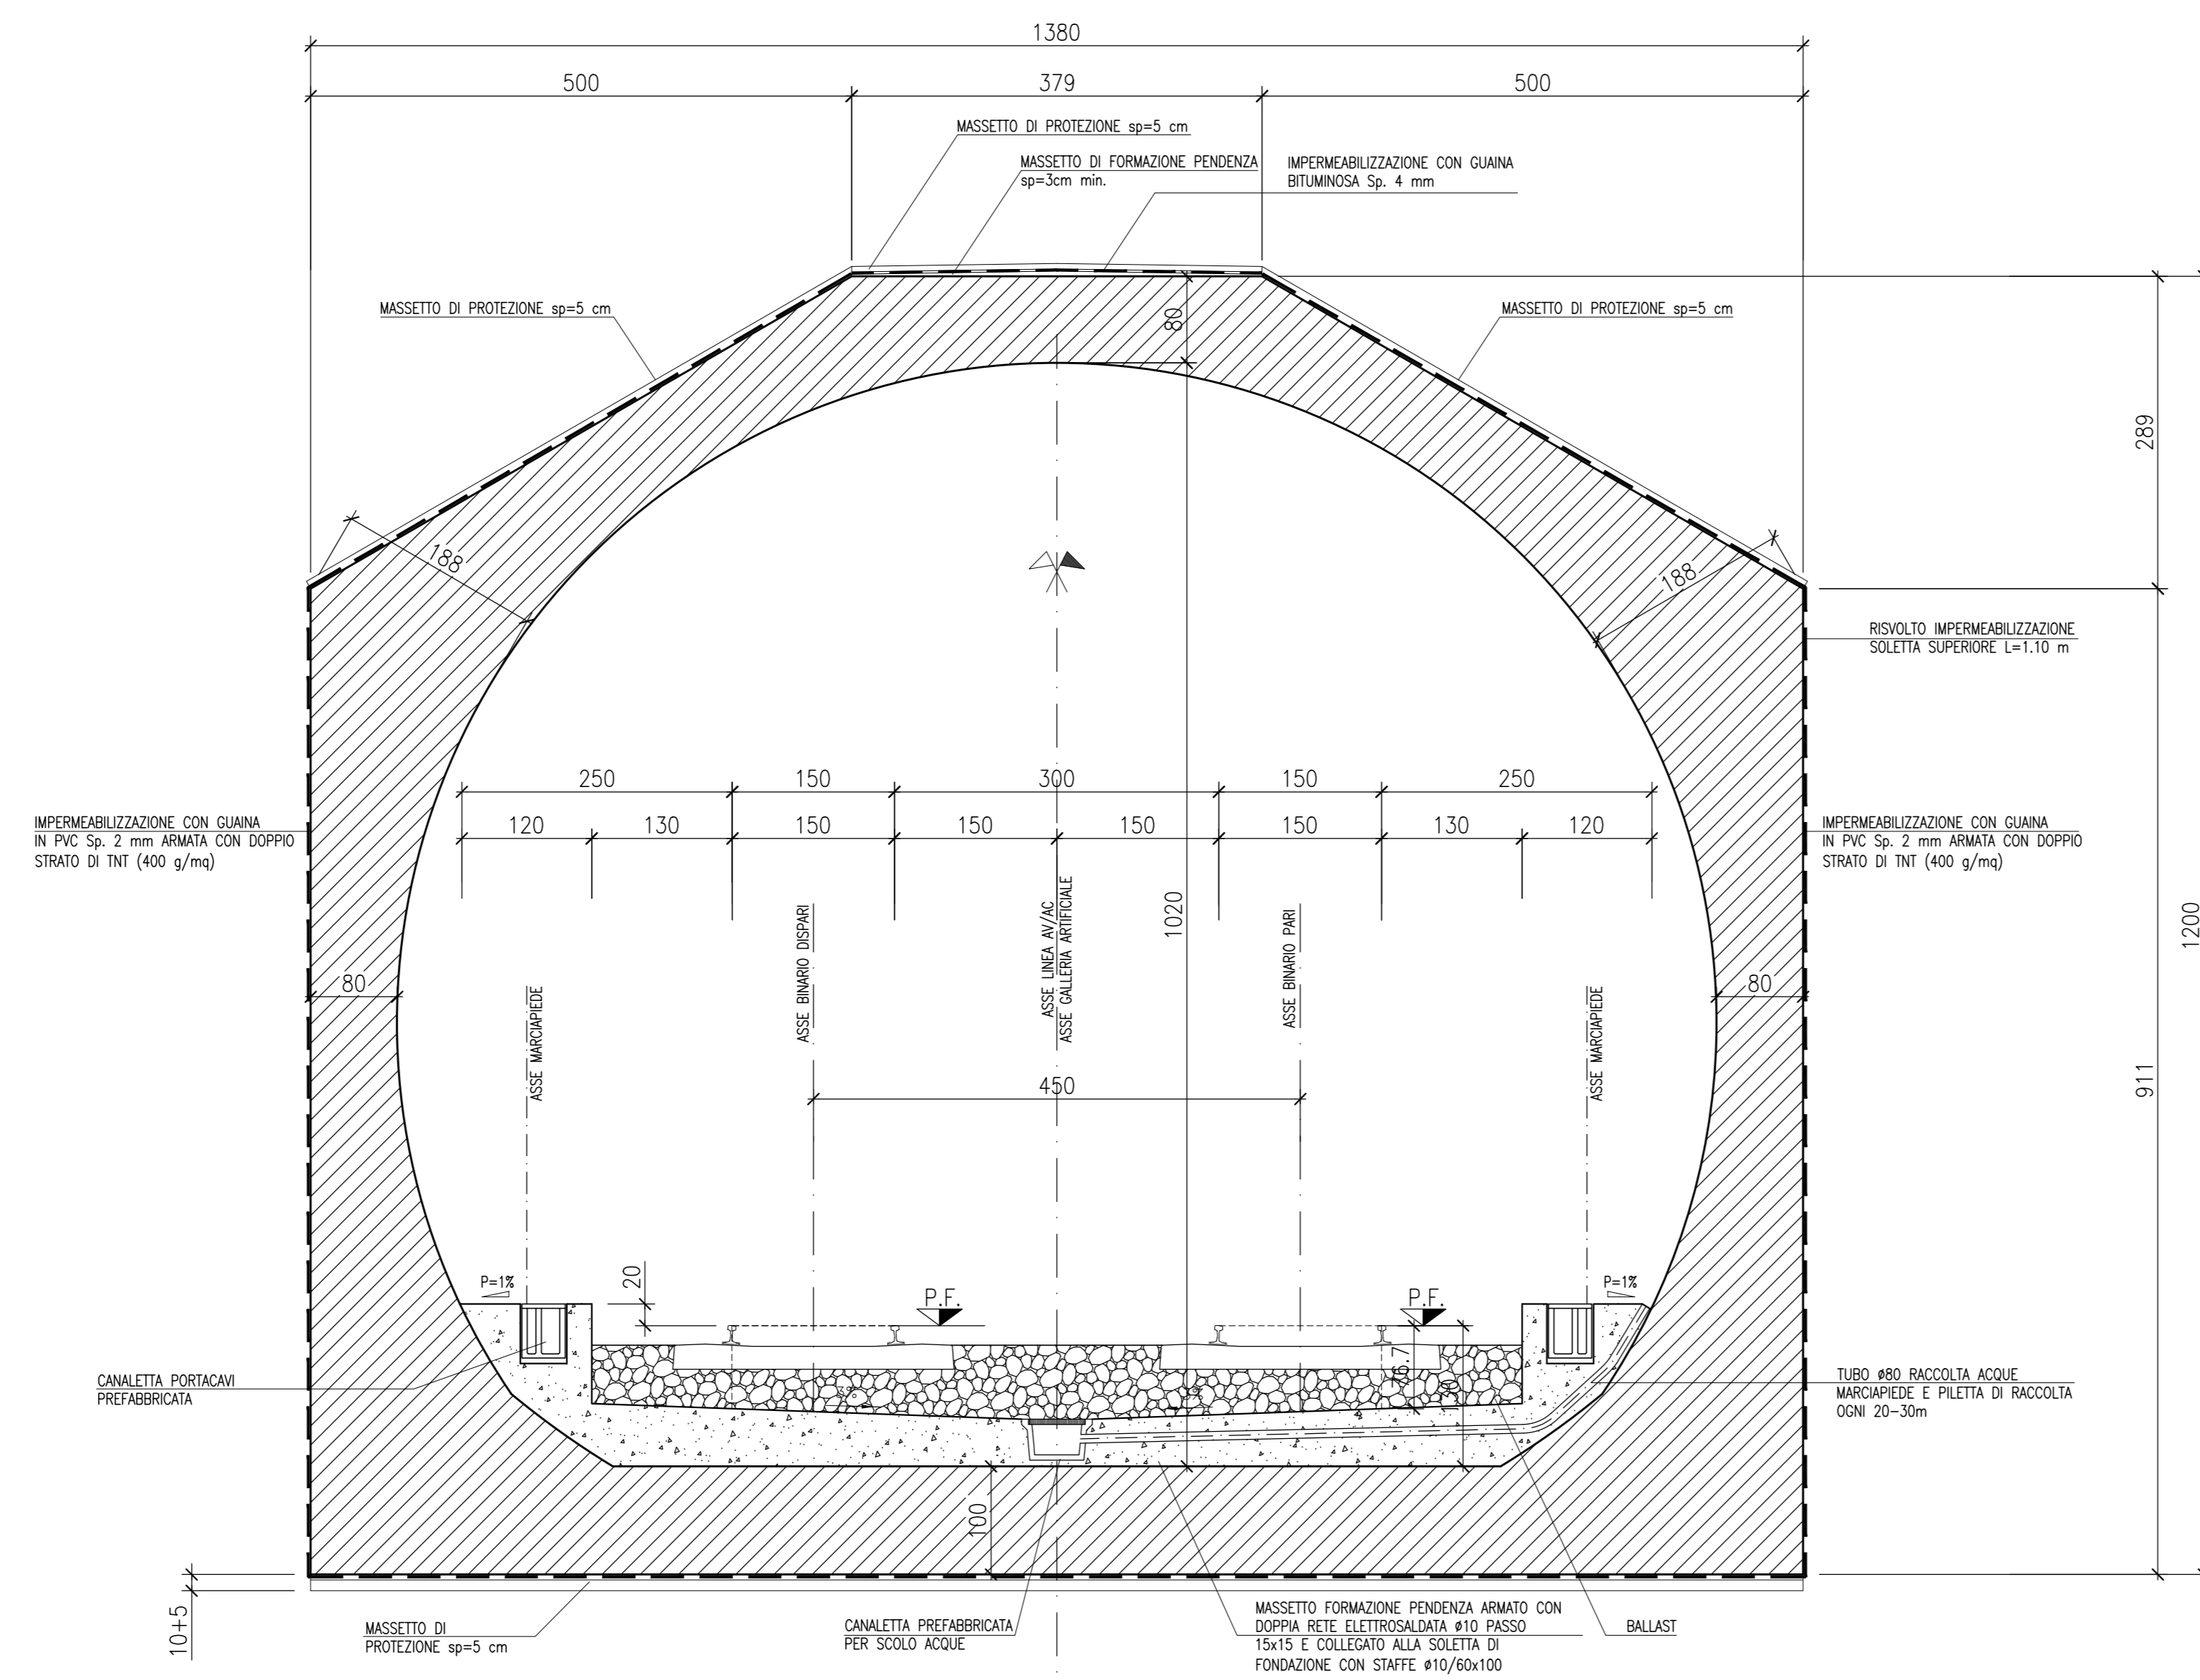 1380
500
379
500
MASSETTO DI PROTEZIONE sp=5 cm
MASSETTO DI FORMAZIONE PENDENZA
sp=3cm min.
IMPERMEABILIZZAZIONE CON GUAINA
BITUMINOSA Sp. 4 mm
MASSETTO DI PROTEZIONE sp=5 cm
80
MASSETTO DI PROTEZIONE sp=5 cm
289
188
188
RISVOLTO IMPERMEABILIZZAZIONE
SOLETTA SUPERIORE L=1.10 m
250
150
300
150
250
120
130
150
150
150
150
130
120
IMPERMEABILIZZAZIONE CON GUAINA
IN PVC Sp. 2 mm ARMATA CON DOPPIO
STRATO DI TNT (400 g/mq)
IMPERMEABILIZZAZIONE CON GUAINA
IN PVC Sp. 2 mm ARMATA CON DOPPIO
STRATO DI TNT (400 g/mq)
1020
1200
80
80
ASSE MARCIAPIEDE
ASSE BINARIO DISPARI
ASSE LINEA AV/AC
ASSE GALLERIA ARTIFICIALE
ASSE BINARIO PARI
ASSE MARCIAPIEDE
450
911
P=1%
20
P.F.
P.F.
P=1%
76.7
130
3%
3%
CANALETTA PORTACAVI
PREFABBRICATA
TUBO ø80 RACCOLTA ACQUE
MARCIAPIEDE E PILETTA DI RACCOLTA
OGNI 20-30m
100
10+5
MASSETTO DI
PROTEZIONE sp=5 cm
CANALETTA PREFABBRICATA
PER SCOLO ACQUE
MASSETTO FORMAZIONE PENDENZA ARMATO CON
DOPPIA RETE ELETTROSALDATA ø10 PASSO
15x15 E COLLEGATO ALLA SOLETTA DI
FONDAZIONE CON STAFFE ø10/60x100
BALLAST